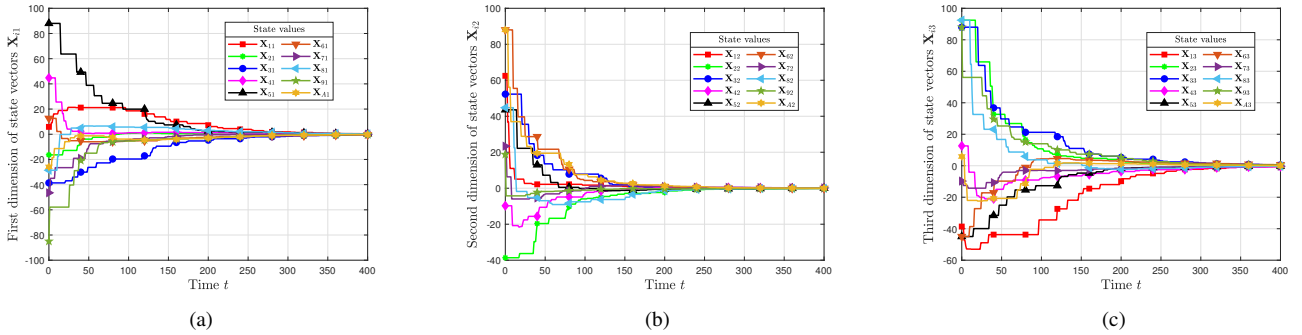 First dimension of state vectors X_{i1}
100
80
60
40
20
0
-20
-40
-60
-80
-100
0 50 100 150 200 250 300 350 400
Time t
State values
X_{11} X_{61}
X_{21} X_{71}
X_{31} X_{81}
X_{41} X_{91}
X_{51} X_{A1}
(a)
Second dimension of state vectors X_{i2}
100
80
60
40
20
0
-20
-40
0 50 100 150 200 250 300 350 400
Time t
State values
X_{12} X_{62}
X_{22} X_{72}
X_{32} X_{82}
X_{42} X_{92}
X_{52} X_{A2}
(b)
Third dimension of state vectors X_{i3}
100
80
60
40
20
0
-20
-40
-60
0 50 100 150 200 250 300 350 400
Time t
State values
X_{13} X_{63}
X_{23} X_{73}
X_{33} X_{83}
X_{43} X_{93}
X_{53} X_{A3}
(c)